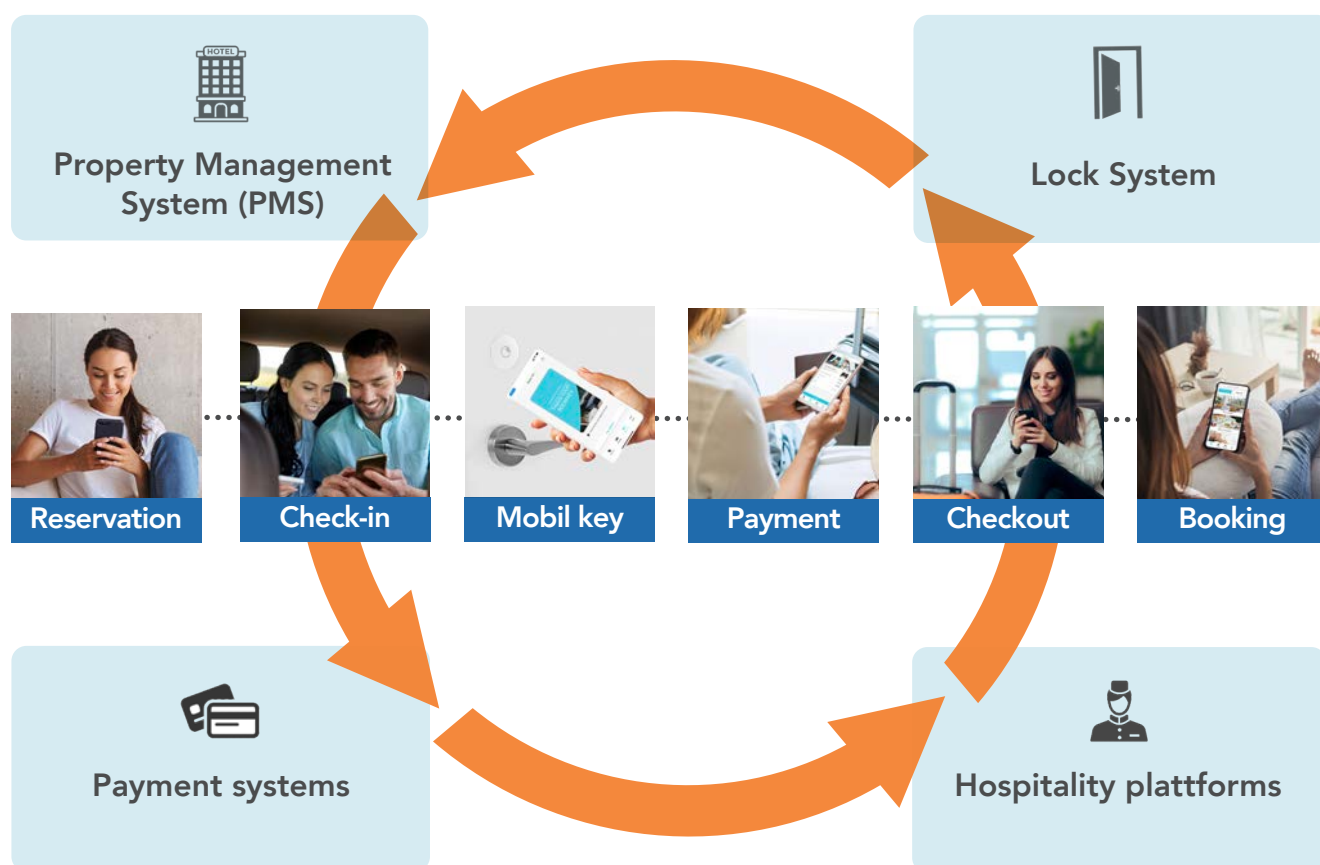 HOTEL
Property Management
System (PMS)
Lock System
Reservation
Check-in
Mobil key
Payment
Checkout
Booking
Payment systems
Hospitality plattforms